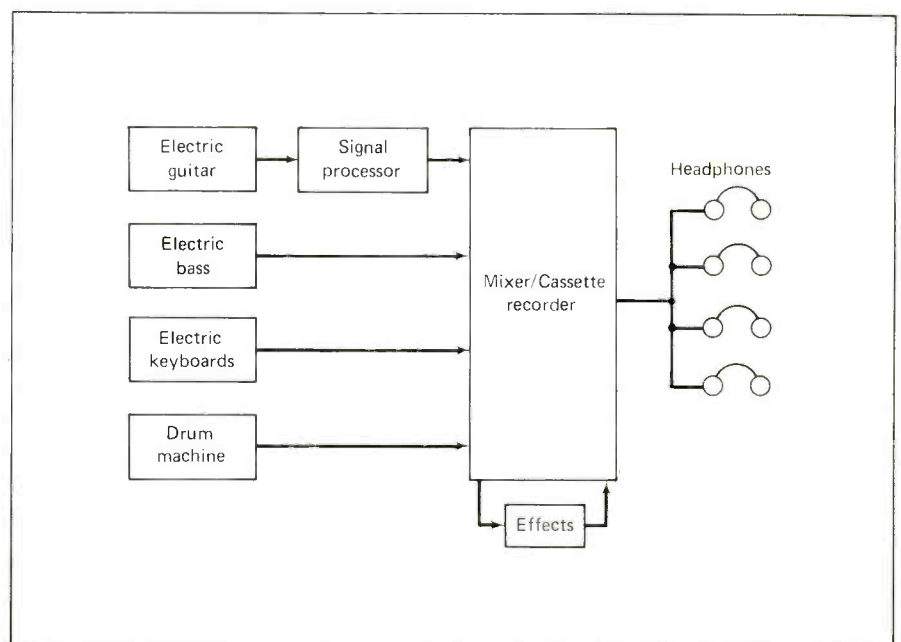 Electric
guitar
Signal
processor
Headphones
Electric
bass
Mixer/Cassette
recorder
Electric
keyboards
Drum
machine
Effects